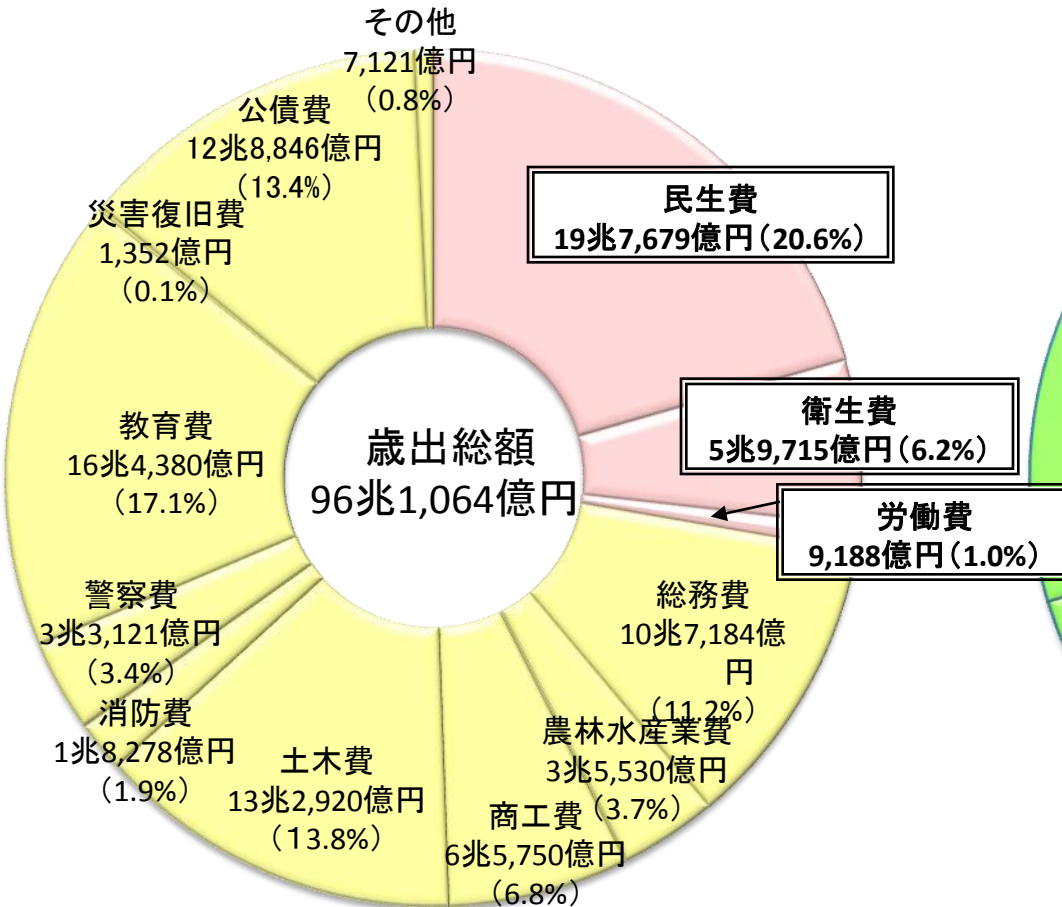 その他
7,121億円
（0.8%）
公債費
12兆8,846億円
（13.4%）
災害復旧費
1,352億円
（0.1%）
民生費
19兆7,679億円（20.6%）
衛生費
5兆9,715億円（6.2%）
労働費
9,188億円（1.0%）
歳出総額
96兆1,064億円
教育費
16兆4,380億円
（17.1%）
警察費
3兆3,121億円
（3.4%）
消防費
1兆8,278億円
（1.9%）
土木費
13兆2,920億円
（１3.8%）
商工費
6兆5,750億円
（6.8%）
農林水産業費
3兆5,530億円
（3.7%）
総務費
10兆7,184億
円
（11.2%）